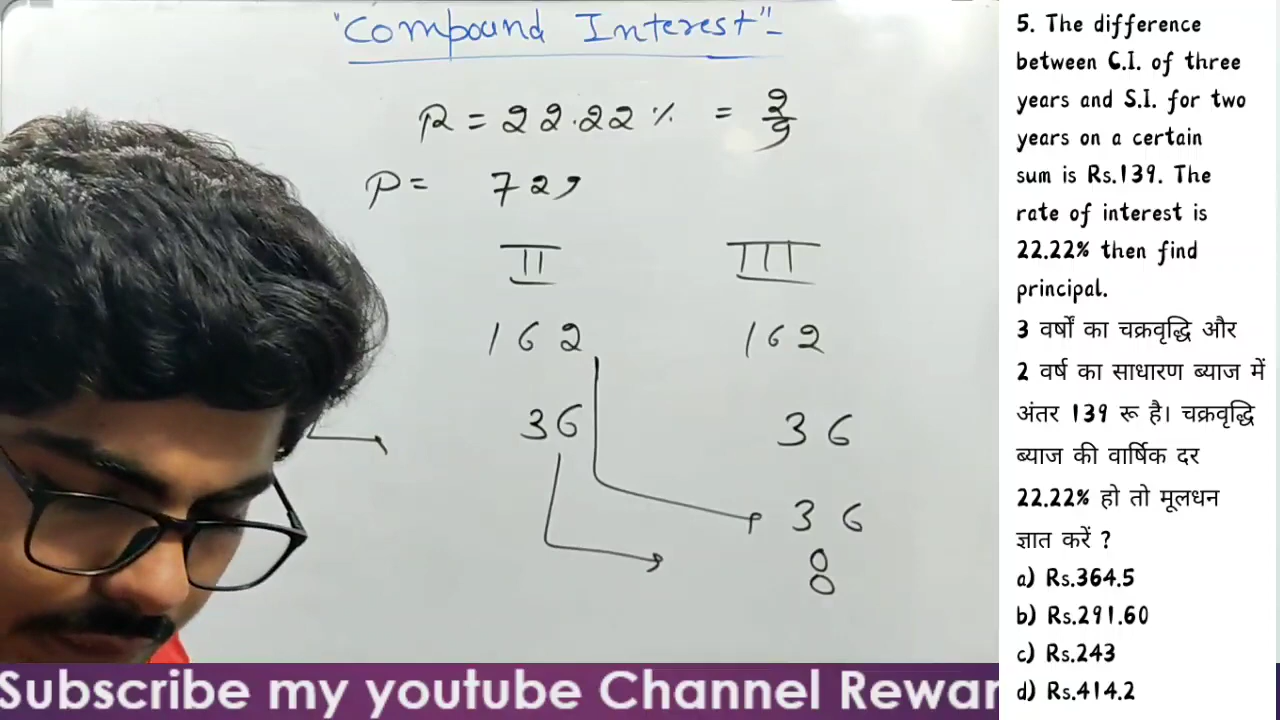 "Compound Interest"-
R = 22.22% = 2/9
P = 729
II III
162 162
36 36
36
8
5. The difference
between C.I. of three
years and S.I. for two
years on a certain
sum is Rs.139. The
rate of interest is
22.22% then find
principal.
3 वर्षों का चक्रवृद्धि और
2 वर्ष का साधारण ब्याज में
अंतर 139 रू है। चक्रवृद्धि
ब्याज की वार्षिक दर
22.22% हो तो मूलधन
ज्ञात करें ?
a) Rs.364.5
b) Rs.291.60
c) Rs.243
d) Rs.414.2
Subscribe my youtube Channel Rewar